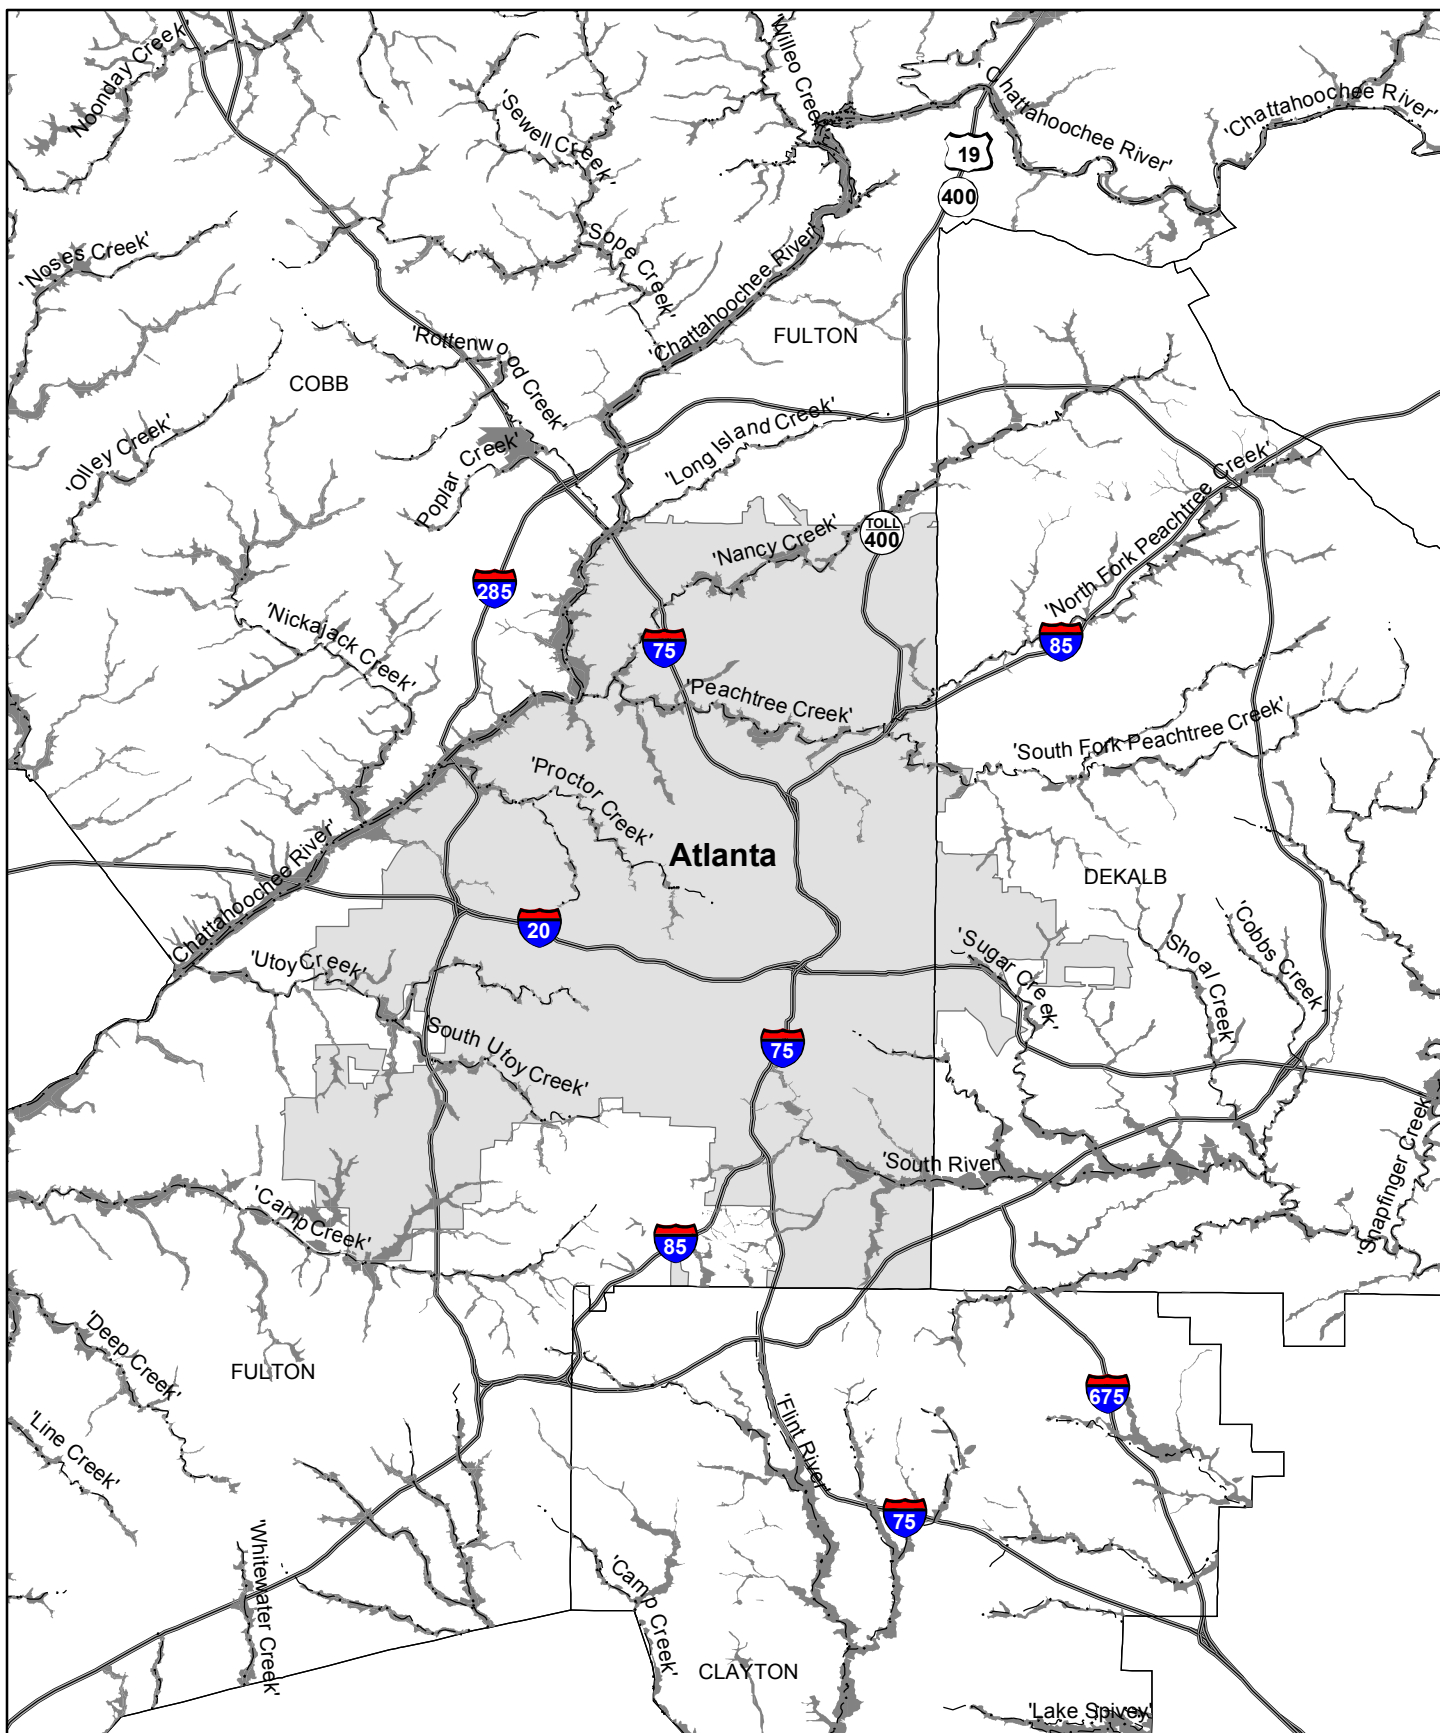 'Noonday Creek'
'Willeo Creek'
'Sewell Creek'
'Chattahoochee River'
'Chattahoochee River'
19
400
'Noses Creek'
'Sope Creek'
'Chattahoochee River'
FULTON
'Rottenwood Creek'
COBB
'Olley Creek'
'Poplar Creek'
'Long Island Creek'
'North Fork Peachtree Creek'
'Nancy Creek'
TOLL
400
285
'Nickajack Creek'
75
85
'Peachtree Creek'
'South Fork Peachtree Creek'
'Proctor Creek'
Atlanta
DEKALB
'Chattahoochee River'
20
'Utoy Creek'
'Sugar Creek'
'Shoal Creek'
'Cobbs Creek'
'South Utoy Creek'
75
'South River'
'Snapfinger Creek'
'Camp Creek'
85
'Deep Creek'
FULTON
'Line Creek'
'Flint River'
675
75
'Whitewater Creek'
'Camp Creek'
CLAYTON
'Lake Spivey'